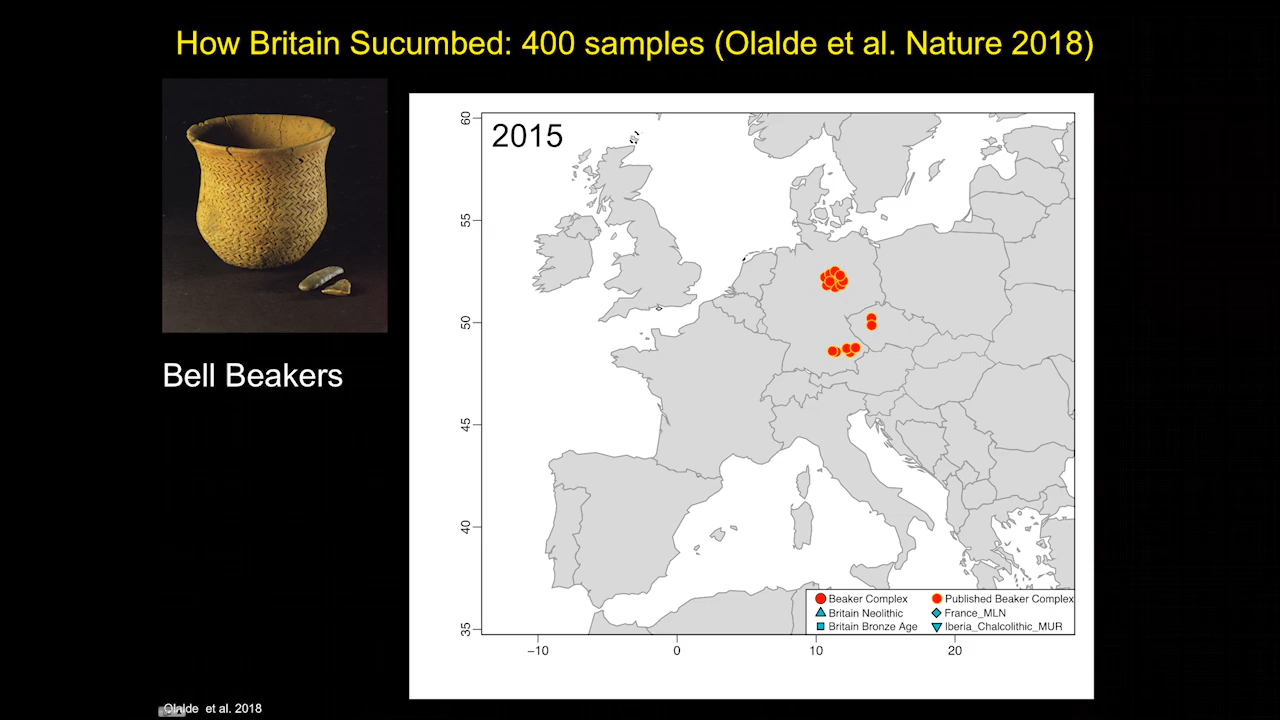 How Britain Sucumbed: 400 samples (Olalde et al. Nature 2018)
2015
60
55
50
45
40
35
−10
0
10
20
Beaker Complex
Published Beaker Complex
Britain Neolithic
France_MLN
Britain Bronze Age
Iberia_Chalcolithic_MUR
Bell Beakers
Olalde et al. 2018